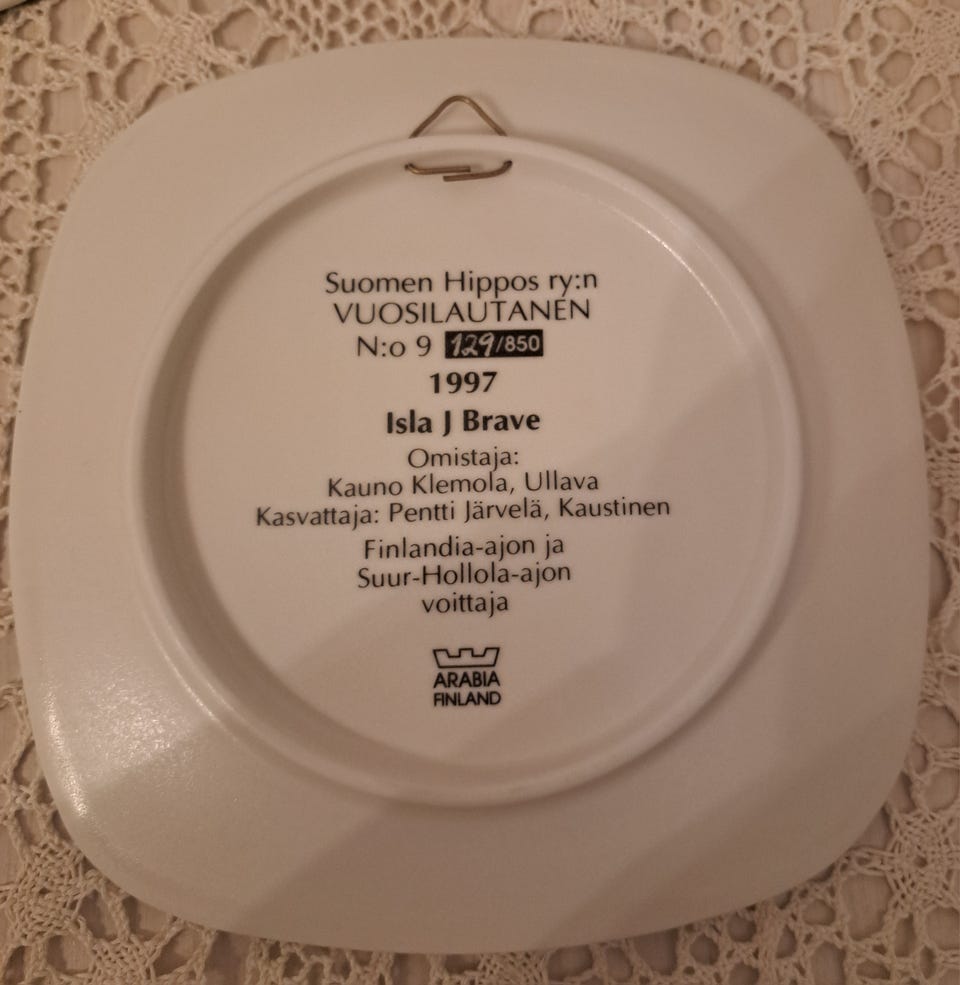 Suomen Hippos ry:n
VUOSILAUTANEN
N:o 9 129/850
1997
Isla J Brave
Omistaja:
Kauno Klemola, Ullava
Kasvattaja: Pentti Järvelä, Kaustinen
Finlandia-ajon ja
Suur-Hollola-ajon
voittaja
ARABIA
FINLAND